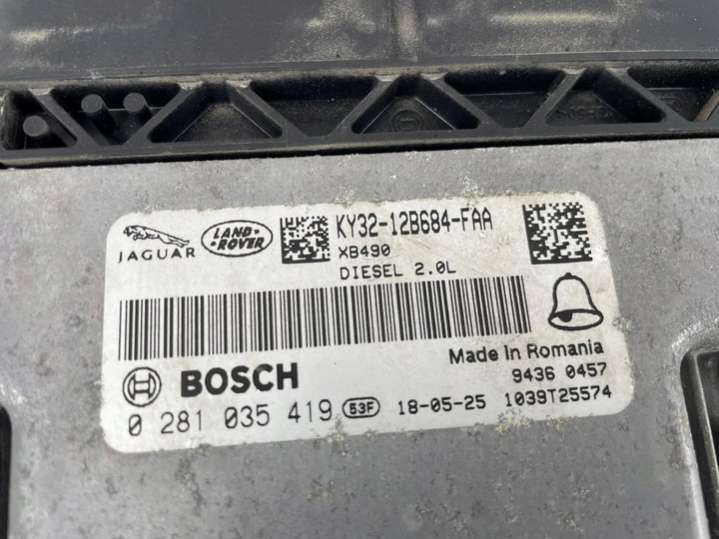 JAGUAR
LAND-
ROVER
KY32-12B684-FAA
XB490
DIESEL 2.0L
Made In Romania
9436 0457
BOSCH
0 281 035 419 53F 18-05-25 1039T25574